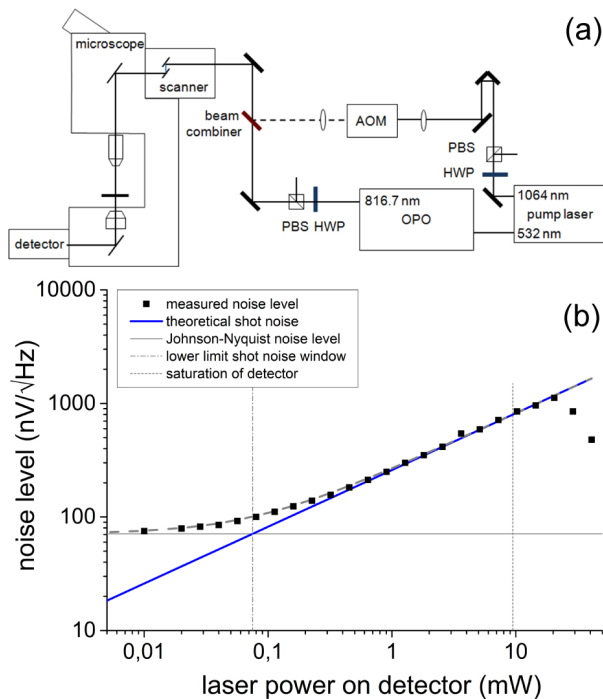 (a)
microscope
scanner
beam
combiner
AOM
PBS
HWP
816.7 nm
OPO
PBS HWP
1064 nm
pump laser
532 nm
detector
(b)
measured noise level
theoretical shot noise
Johnson-Nyquist noise level
lower limit shot noise window
saturation of detector
noise level (nV/√Hz)
10000
1000
100
10
0,01 0,1 1 10
laser power on detector (mW)